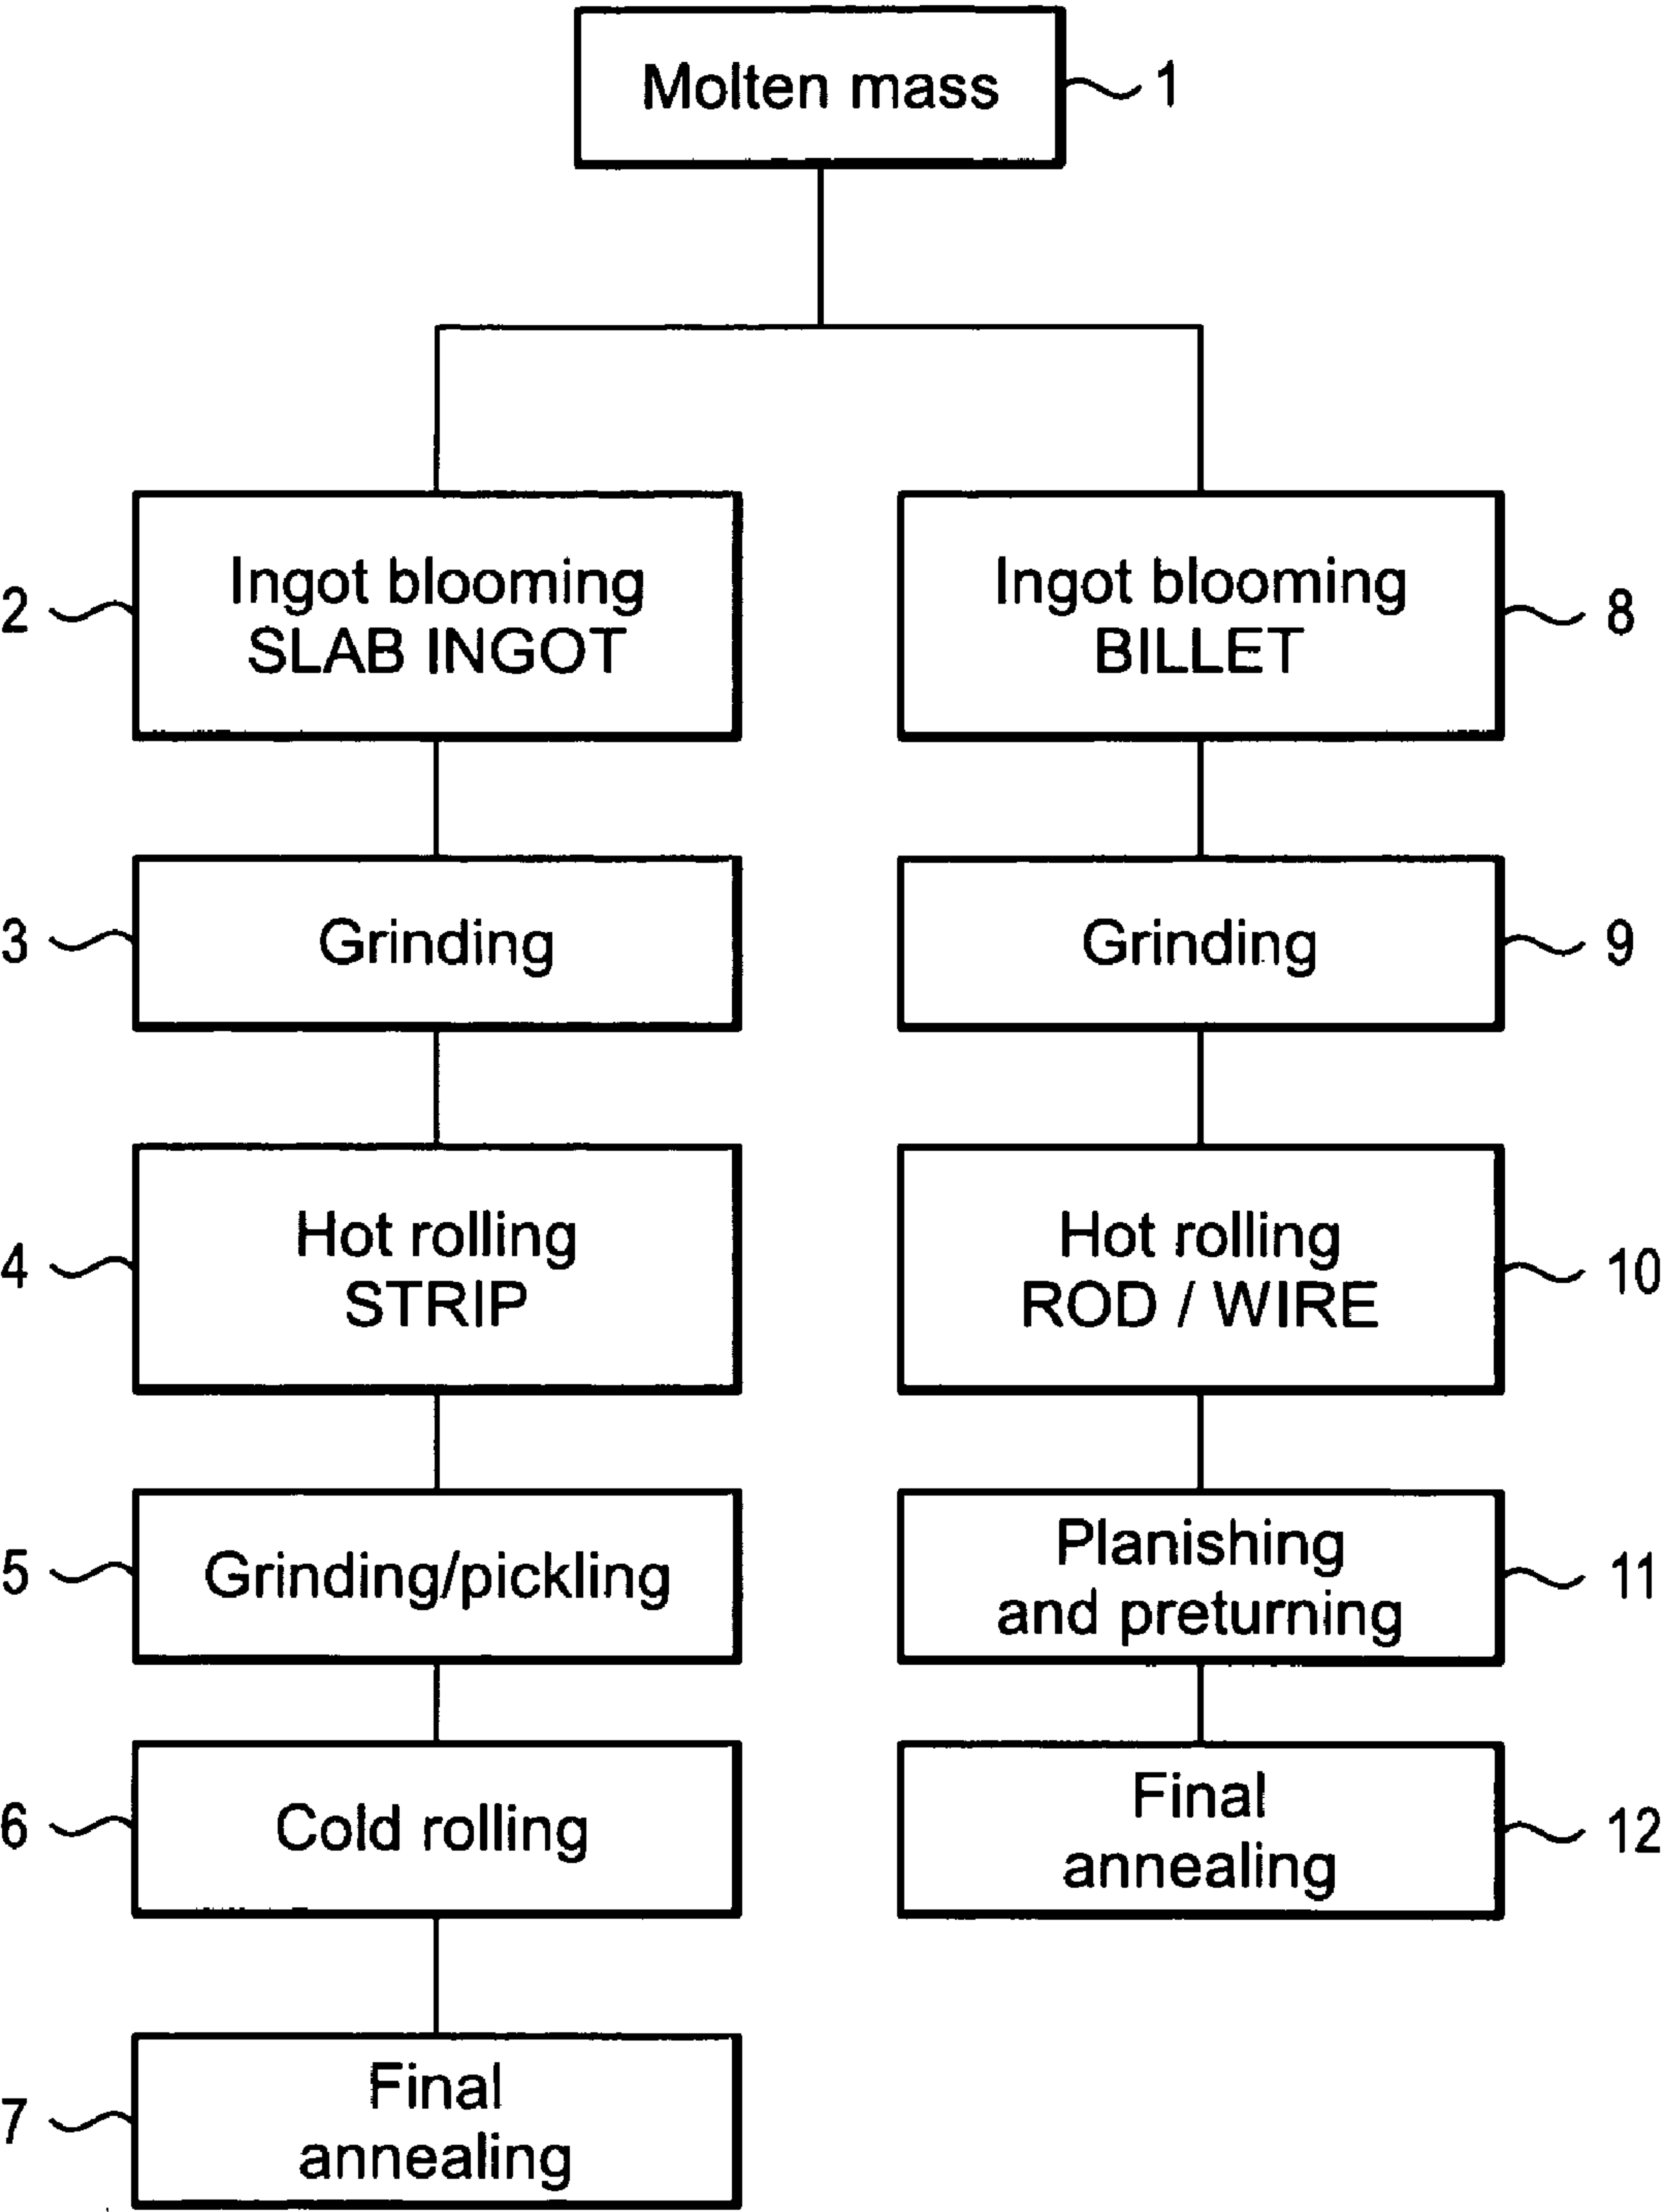 Molten mass
1
2
Ingot blooming
SLAB INGOT
3
Grinding
4
Hot rolling
STRIP
5
Grinding/pickling
6
Cold rolling
7
Final
annealing
Ingot blooming
BILLET
8
Grinding
9
Hot rolling
ROD / WIRE
10
Planishing
and preturning
11
Final
annealing
12